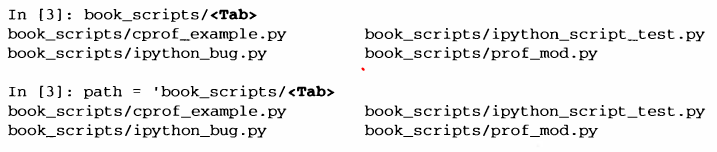 In [3]: book_scripts/<Tab>
book_scripts/cprof_example.py book_scripts/ipython_script_test.py
book_scripts/ipython_bug.py book_scripts/prof_mod.py
In [3]: path = 'book_scripts/<Tab>
book_scripts/cprof_example.py book_scripts/ipython_script_test.py
book_scripts/ipython_bug.py book_scripts/prof_mod.py